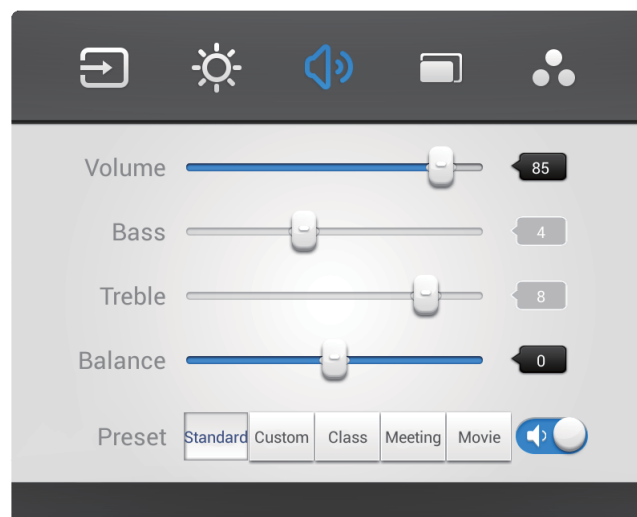 Volume 85
Bass 4
Treble 8
Balance 0
Preset Standard Custom Class Meeting Movie